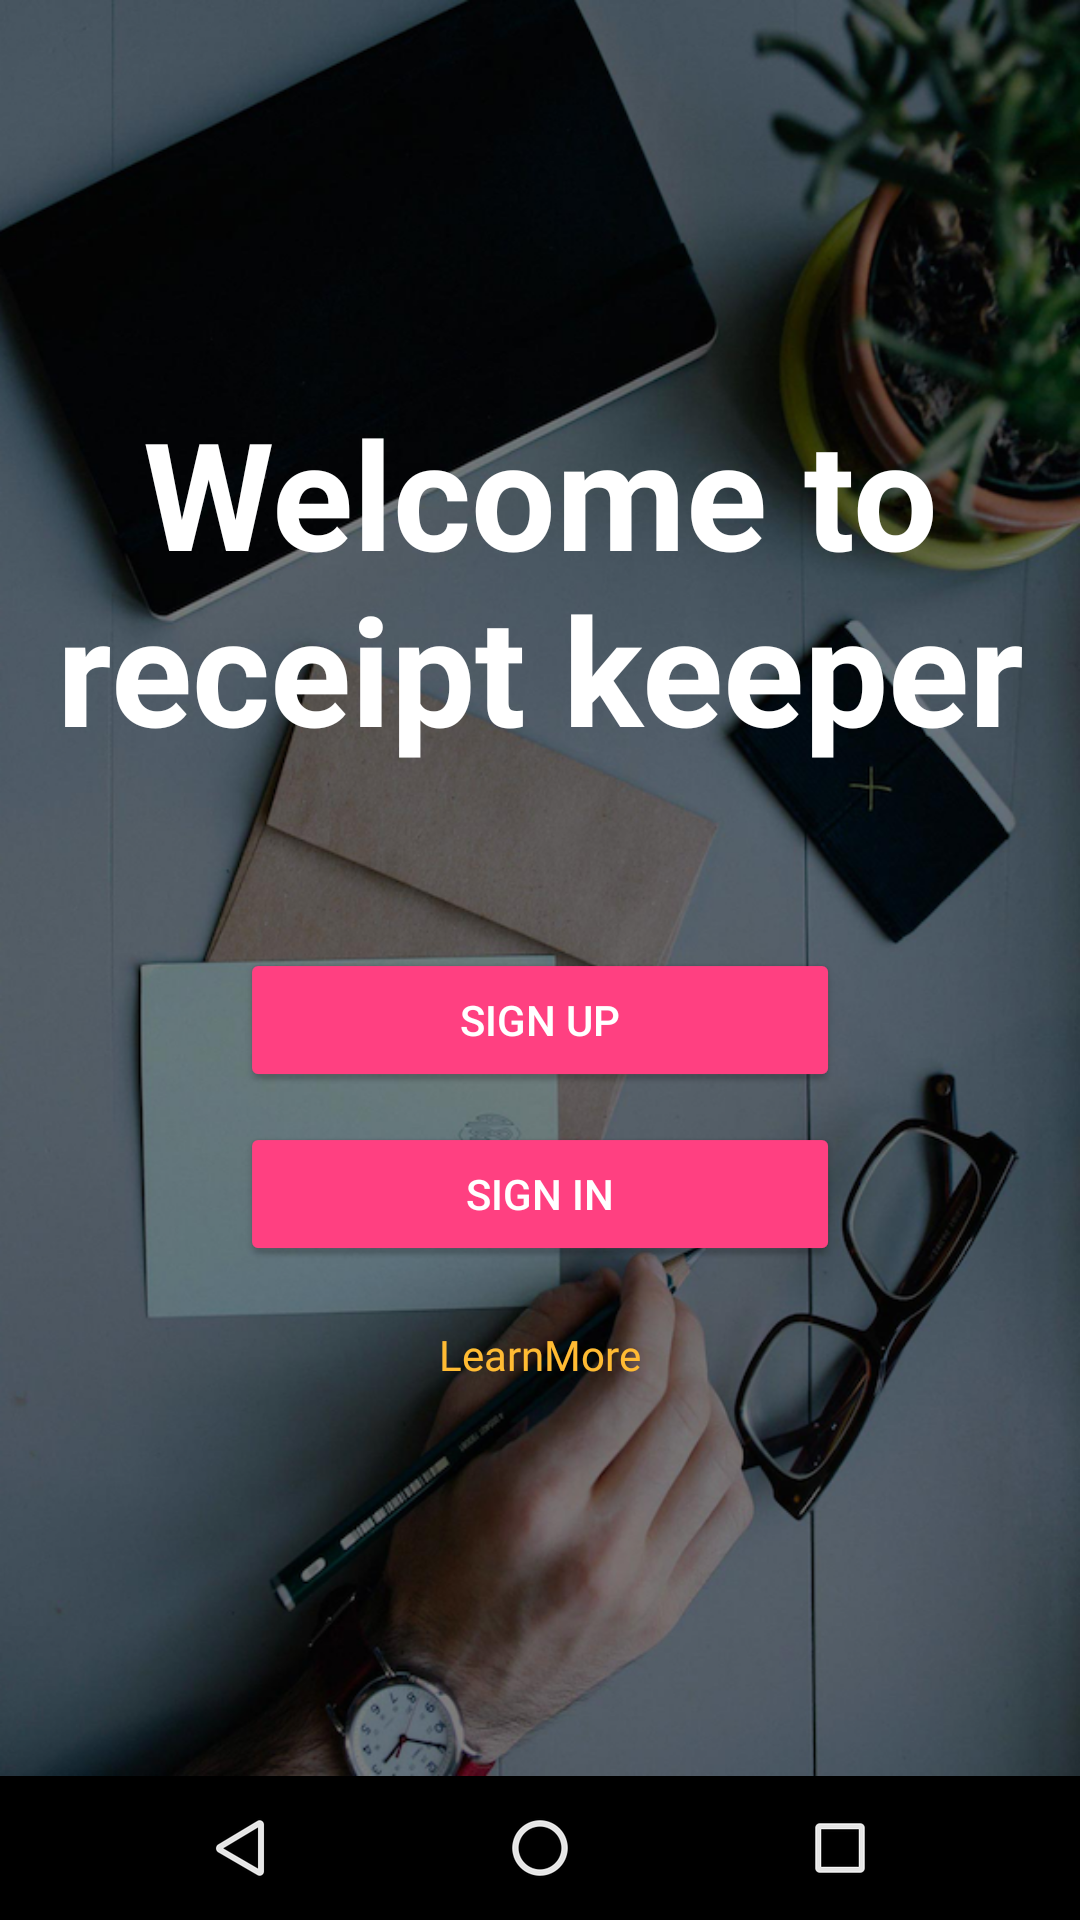 Welcome to
receipt keeper
SIGN UP
SIGN IN
LearnMore